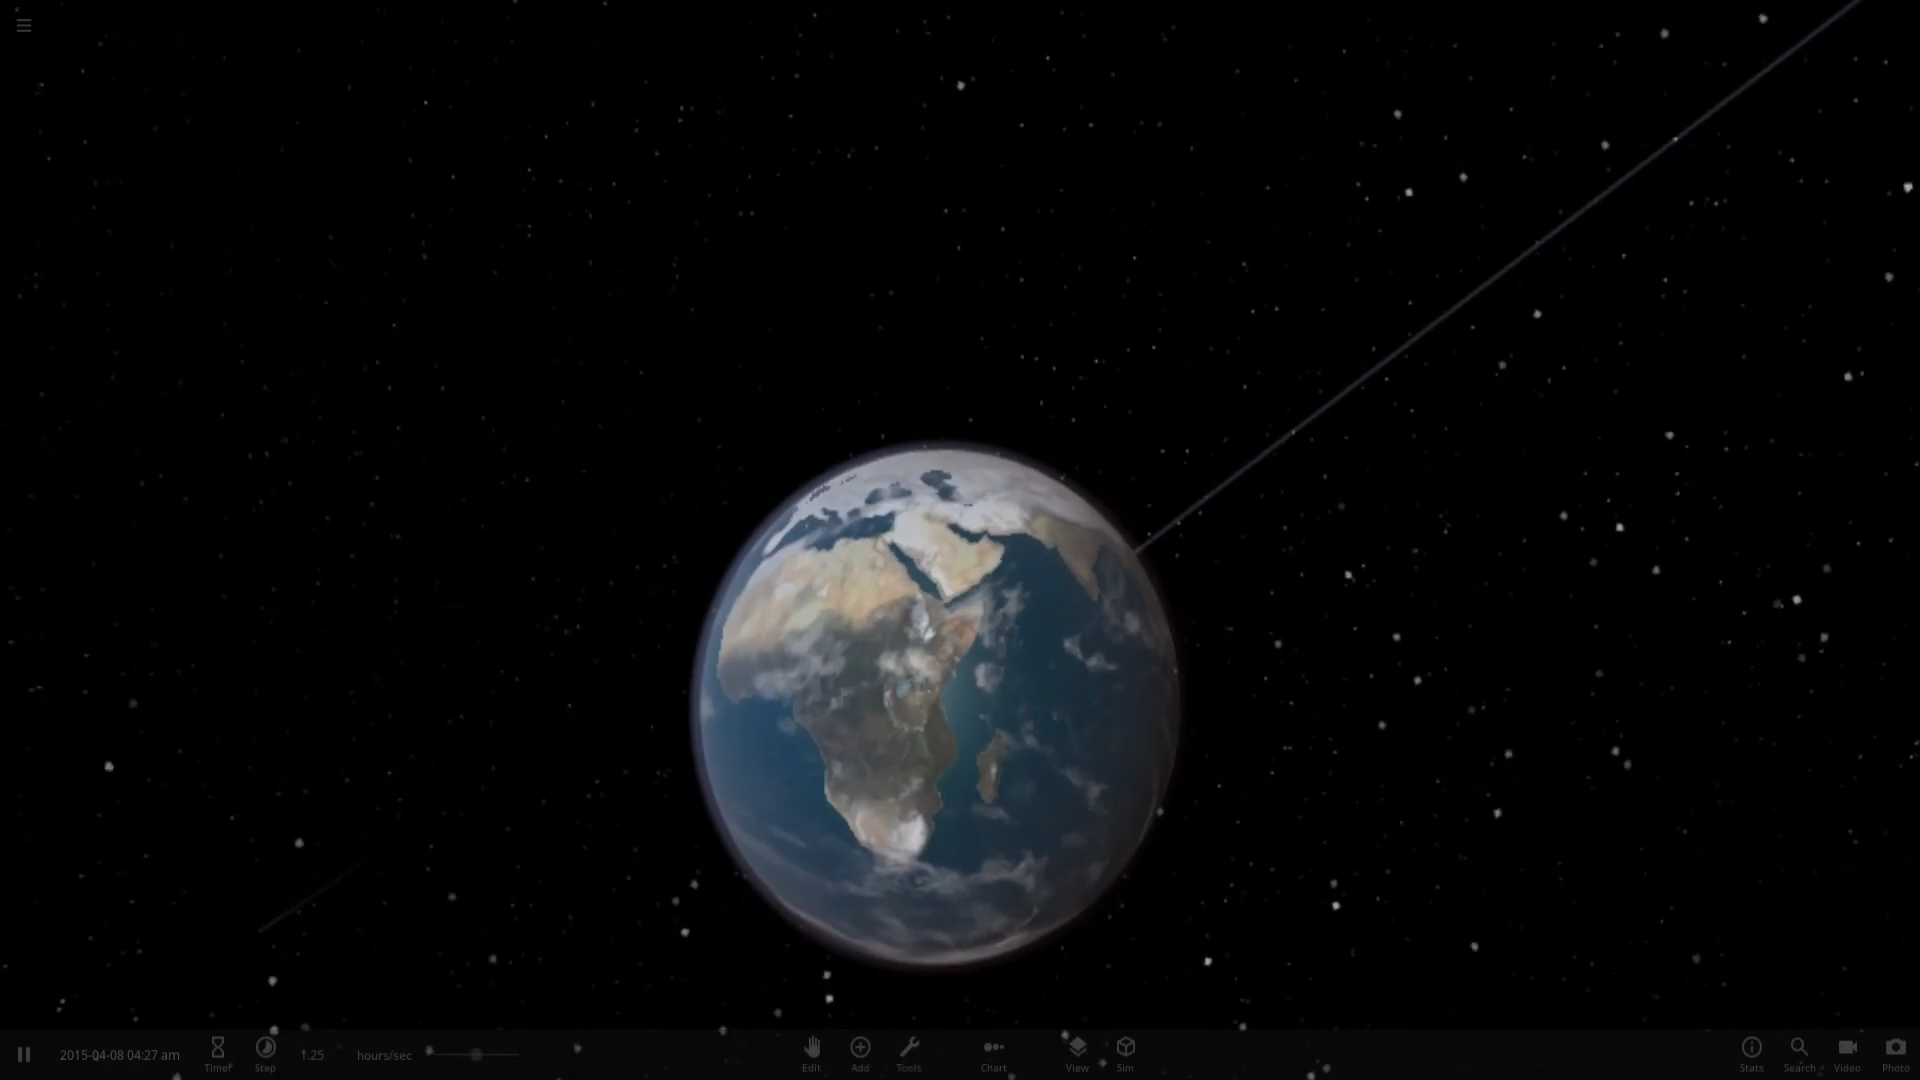 2015-04-08 04:27 am
Timer
Step
1.25
hours/sec
Edit
Add
Tools
Chart
View
Sim
Stats
Search
Video
Photo